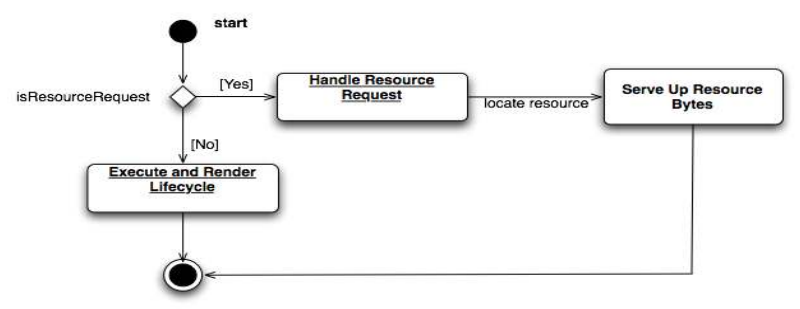 start
isResourceRequest
[Yes]
Handle Resource
Request
locate resource
Serve Up Resource
Bytes
[No]
Execute and Render
Lifecycle